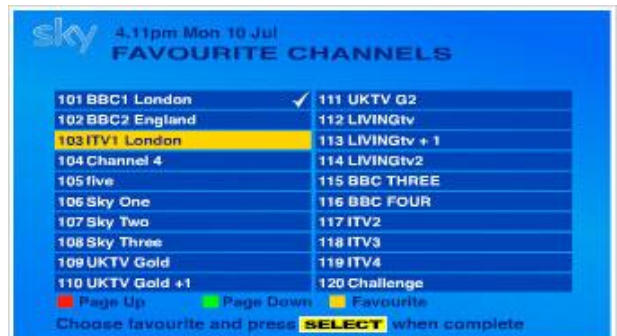 sky 4.11pm Mon 10 Jul
FAVOURITE CHANNELS
101 BBC1 London
102 BBC2 England
103 ITV1 London
104 Channel 4
105 five
106 Sky One
107 Sky Two
108 Sky Three
109 UKTV Gold
110 UKTV Gold +1
111 UKTV G2
112 LIVINGtv
113 LIVINGtv + 1
114 LIVINGtv2
115 BBC THREE
116 BBC FOUR
117 ITV2
118 ITV3
119 ITV4
120 Challenge
Page Up Page Down Favourite
Choose favourite and press SELECT when complete